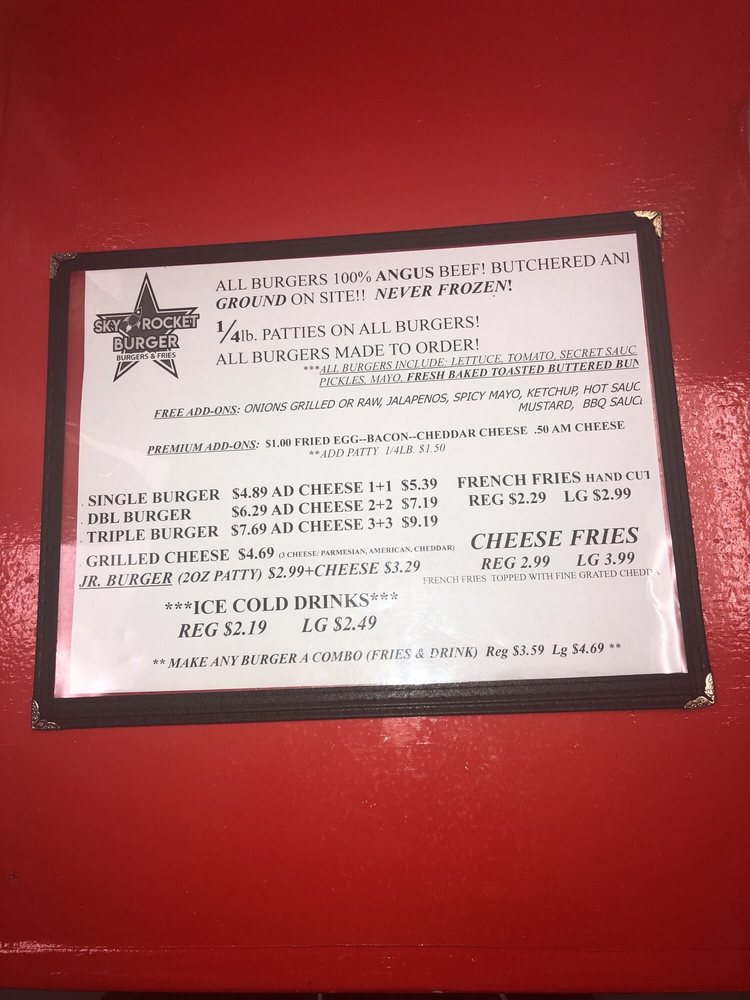 SKY ROCKET
BURGER
BURGERS & FRIES
ALL BURGERS 100% ANGUS BEEF! BUTCHERED AN
GROUND ON SITE!! NEVER FROZEN!
1/4lb. PATTIES ON ALL BURGERS!
ALL BURGERS MADE TO ORDER!
***ALL BURGERS INCLUDE: LETTUCE, TOMATO, SECRET SAUC
PICKLES, MAYO, FRESH BAKED TOASTED BUTTERED BUN
FREE ADD-ONS: ONIONS GRILLED OR RAW, JALAPENOS, SPICY MAYO, KETCHUP, HOT SAUC
MUSTARD, BBQ SAUC
PREMIUM ADD-ONS: $1.00 FRIED EGG--BACON--CHEDDAR CHEESE .50 AM CHEESE
**ADD PATTY 1/4LB. $1.50
SINGLE BURGER $4.89 AD CHEESE 1+1 $5.39
DBL BURGER $6.29 AD CHEESE 2+2 $7.19
TRIPLE BURGER $7.69 AD CHEESE 3+3 $9.19
GRILLED CHEESE $4.69 (3 CHEESE/ PARMESIAN, AMERICAN, CHEDDAR)
JR. BURGER (2OZ PATTY) $2.99+CHEESE $3.29
FRENCH FRIES HAND CUT
REG $2.29 LG $2.99
CHEESE FRIES
REG 2.99 LG 3.99
FRENCH FRIES TOPPED WITH FINE GRATED CHEDDA
***ICE COLD DRINKS***
REG $2.19 LG $2.49
** MAKE ANY BURGER A COMBO (FRIES & DRINK) Reg $3.59 Lg $4.69 **